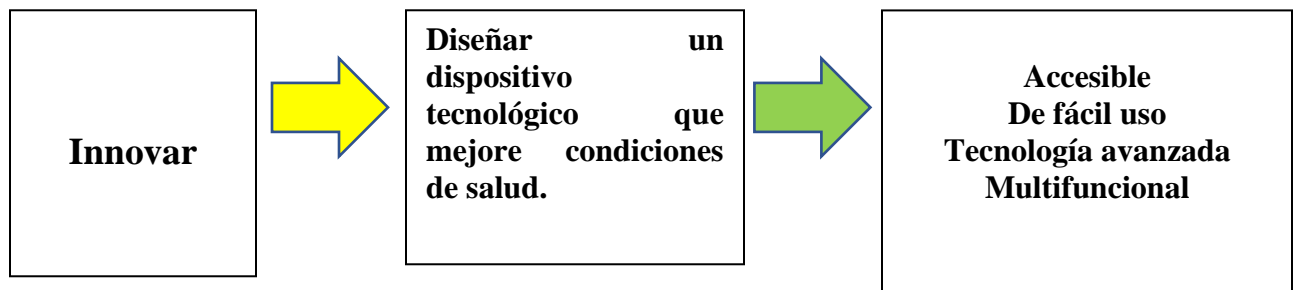 Innovar
Diseñar un
dispositivo
tecnológico que
mejore condiciones
de salud.
Accesible
De fácil uso
Tecnología avanzada
Multifuncional